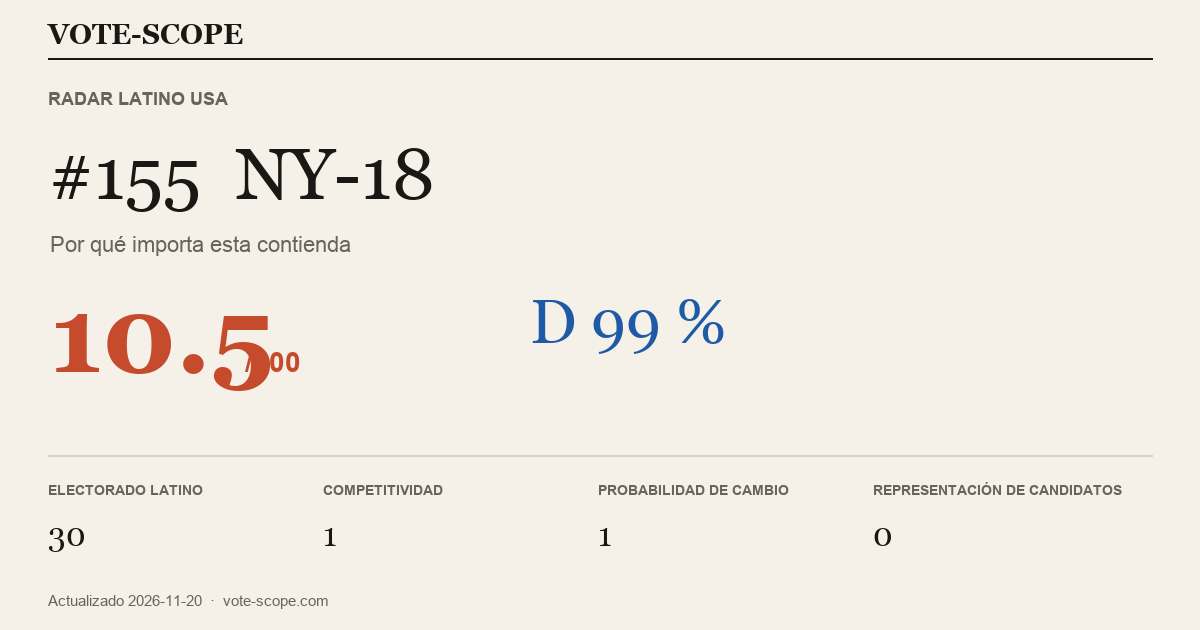 VOTE-SCOPE
RADAR LATINO USA
#155 NY-18
Por qué importa esta contienda
10.5 /100
D 99 %
ELECTORADO LATINO COMPETITIVIDAD PROBABILIDAD DE CAMBIO REPRESENTACIÓN DE CANDIDATOS
30 1 1 0
Actualizado 2026-11-20 · vote-scope.com